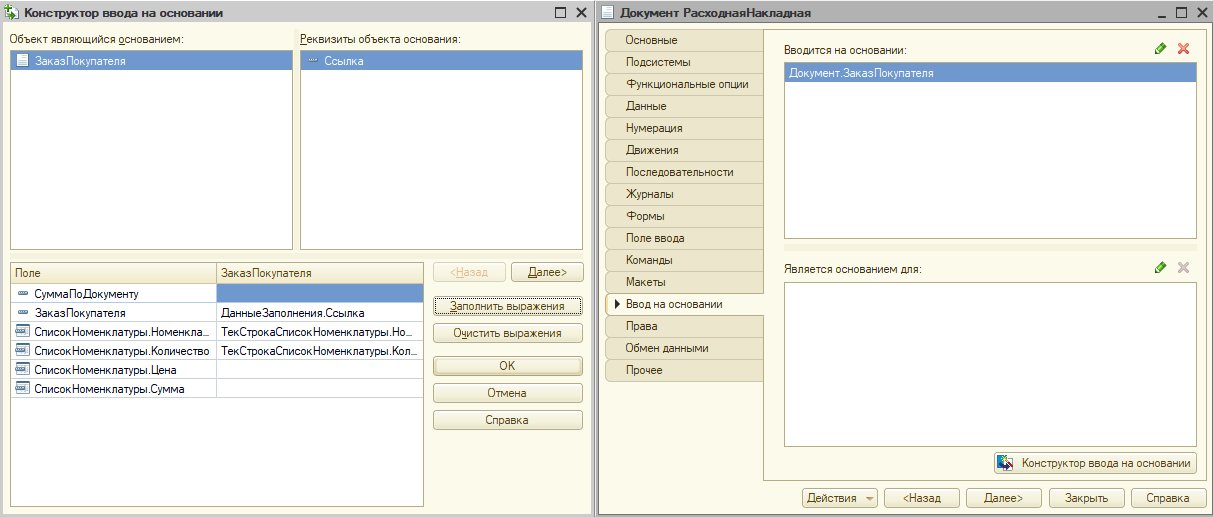 Конструктор ввода на основании
Объект являющийся основанием:
Реквизиты объекта основания:
ЗаказПокупателя
Ссылка
Поле
ЗаказПокупателя
СуммаПоДокументу
ЗаказПокупателя
ДанныеЗаполнения.Ссылка
СписокНоменклатуры.Номенкла...
ТекСтрокаСписокНоменклатуры.Но...
СписокНоменклатуры.Количество
ТекСтрокаСписокНоменклатуры.Кол...
СписокНоменклатуры.Цена
СписокНоменклатуры.Сумма
<Назад
Далее>
Заполнить выражения
Очистить выражения
OK
Отмена
Справка
Документ РасходнаяНакладная
Основные
Подсистемы
Функциональные опции
Данные
Нумерация
Движения
Последовательности
Журналы
Формы
Поле ввода
Команды
Макеты
Ввод на основании
Права
Обмен данными
Прочее
Вводится на основании:
Документ.ЗаказПокупателя
Является основанием для:
Конструктор ввода на основании
Действия
<Назад
Далее>
Закрыть
Справка